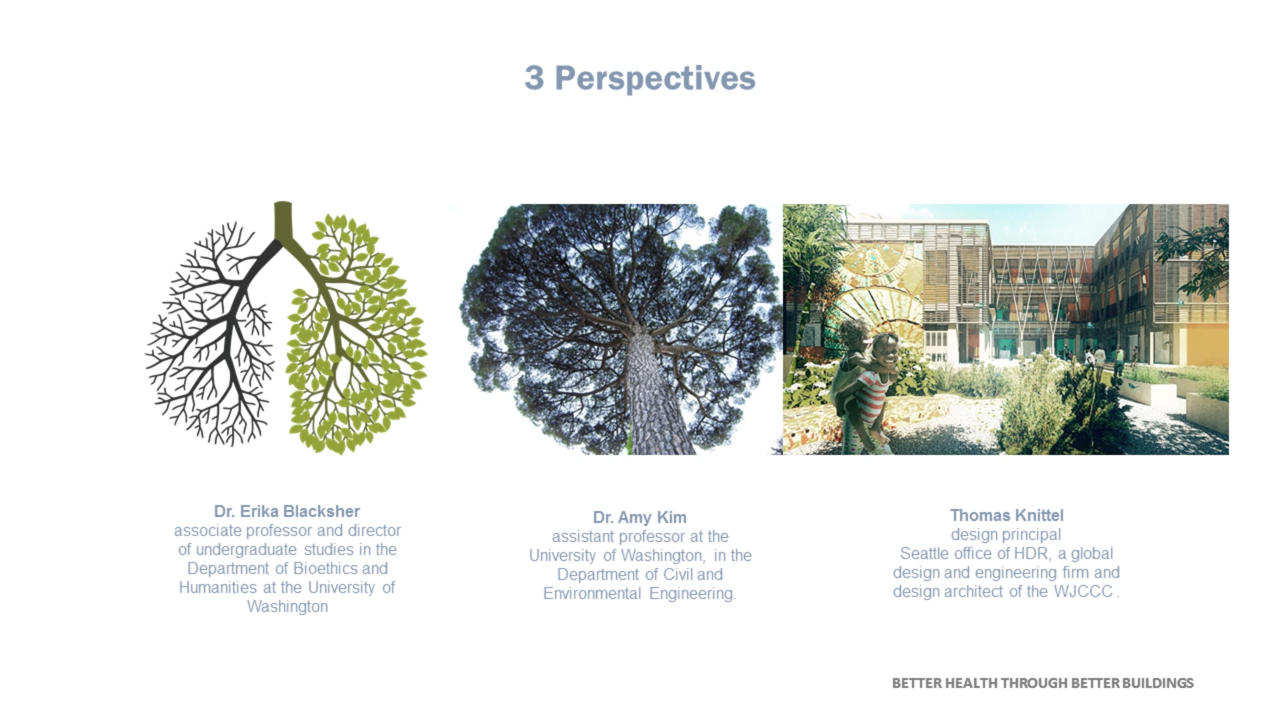 3 Perspectives
Dr. Erika Blacksher
associate professor and director
of undergraduate studies in the
Department of Bioethics and
Humanities at the University of
Washington
Dr. Amy Kim
assistant professor at the
University of Washington, in the
Department of Civil and
Environmental Engineering.
Thomas Knittel
design principal
Seattle office of HDR, a global
design and engineering firm and
design architect of the WJCCC.
BETTER HEALTH THROUGH BETTER BUILDINGS